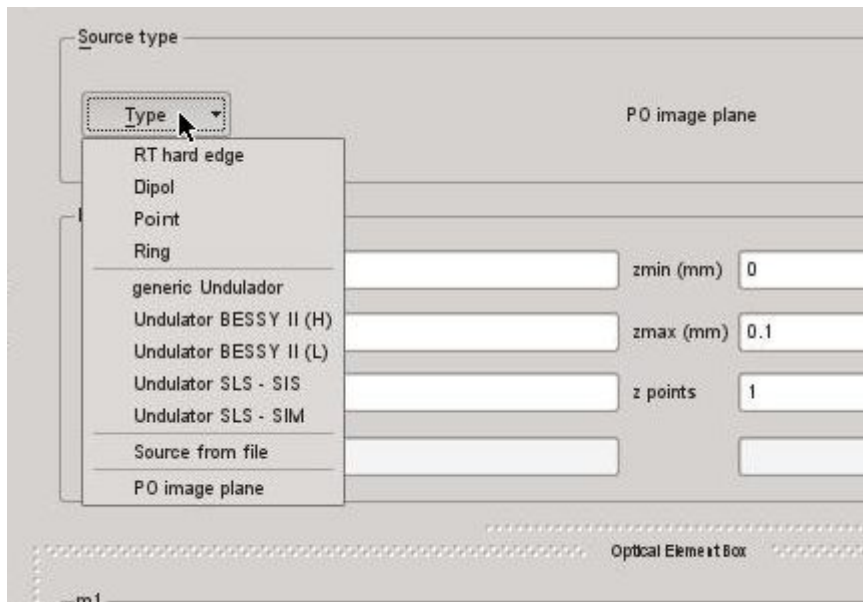 Source type
Type
PO image plane
RT hard edge
Dipol
Point
Ring
generic Undulador
zmin (mm) 0
Undulator BESSY II (H)
zmax (mm) 0.1
Undulator BESSY II (L)
Undulator SLS - SIS
z points 1
Undulator SLS - SIM
Source from file
PO image plane
Optical Element Box
m1